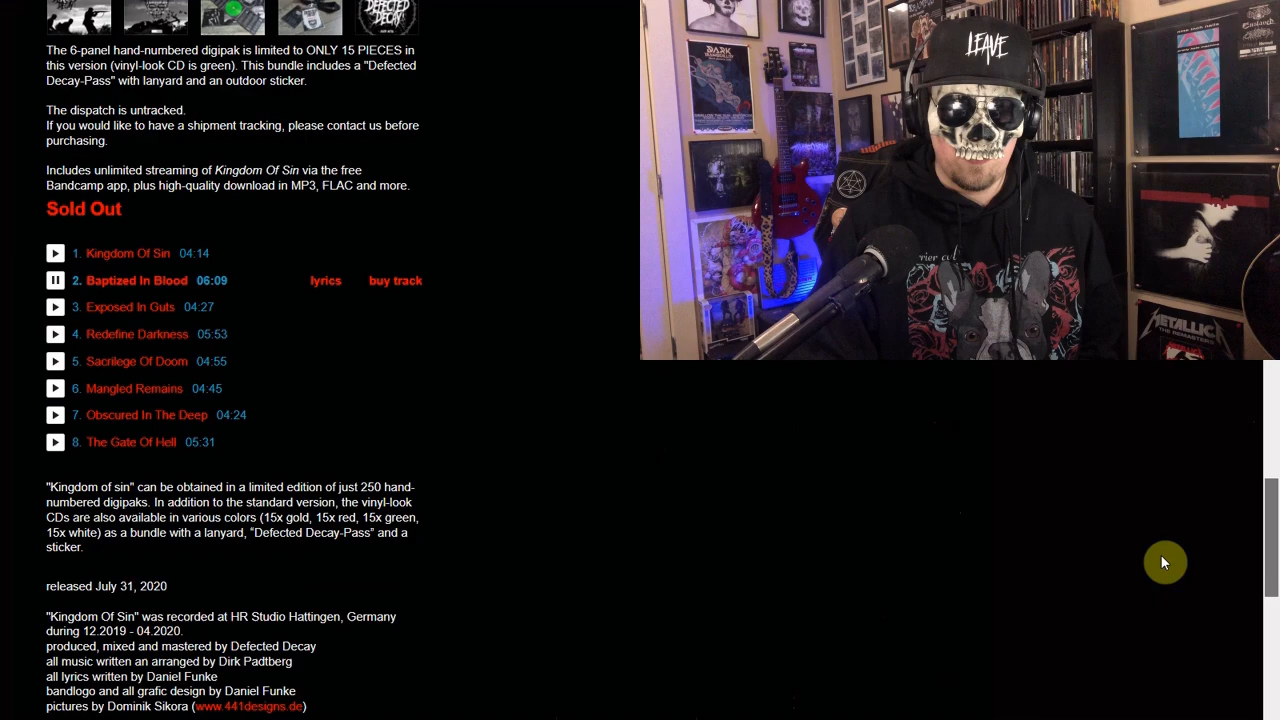 DEFECTED
DECAY
The 6-panel hand-numbered digipak is limited to ONLY 15 PIECES in
this version (vinyl-look CD is green). This bundle includes a "Defected
Decay-Pass" with lanyard and an outdoor sticker.
The dispatch is untracked.
If you would like to have a shipment tracking, please contact us before
purchasing.
Includes unlimited streaming of Kingdom Of Sin via the free
Bandcamp app, plus high-quality download in MP3, FLAC and more.
Sold Out
1. Kingdom Of Sin 04:14
2. Baptized In Blood 06:09 lyrics buy track
3. Exposed In Guts 04:27
4. Redefine Darkness 05:53
5. Sacrilege Of Doom 04:55
6. Mangled Remains 04:45
7. Obscured In The Deep 04:24
8. The Gate Of Hell 05:31
"Kingdom of sin" can be obtained in a limited edition of just 250 hand-
numbered digipaks. In addition to the standard version, the vinyl-look
CDs are also available in various colors (15x gold, 15x red, 15x green,
15x white) as a bundle with a lanyard, "Defected Decay-Pass" and a
sticker.
released July 31, 2020
"Kingdom Of Sin" was recorded at HR Studio Hattingen, Germany
during 12.2019 - 04.2020.
produced, mixed and mastered by Defected Decay
all music written an arranged by Dirk Padtberg
all lyrics written by Daniel Funke
bandlogo and all grafic design by Daniel Funke
pictures by Dominik Sikora (www.441designs.de)
LEAVE
DARK
TRANQUILLITY
METALLICA
THE REMASTERS